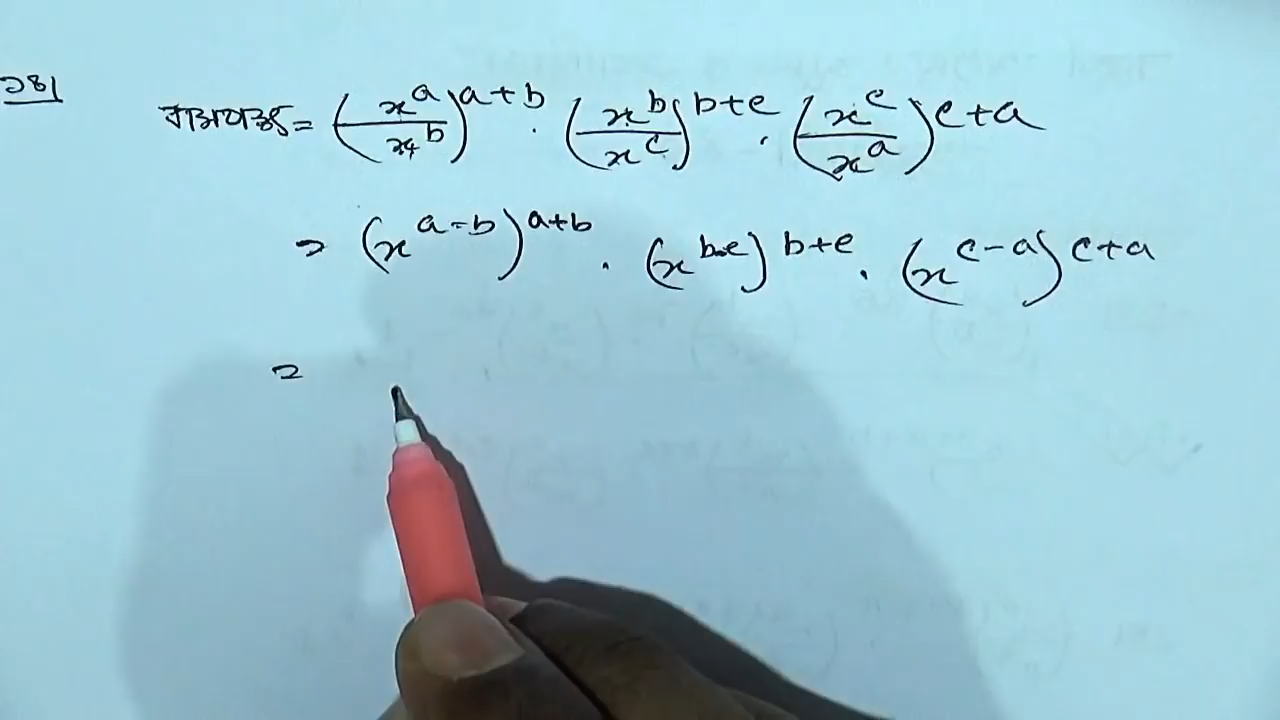 ১৪।
বামপক্ষ = (x^a/x^b)^{a+b} · (x^b/x^c)^{b+c} · (x^c/x^a)^{c+a}
= (x^{a-b})^{a+b} · (x^{b-c})^{b+c} · (x^{c-a})^{c+a}
=